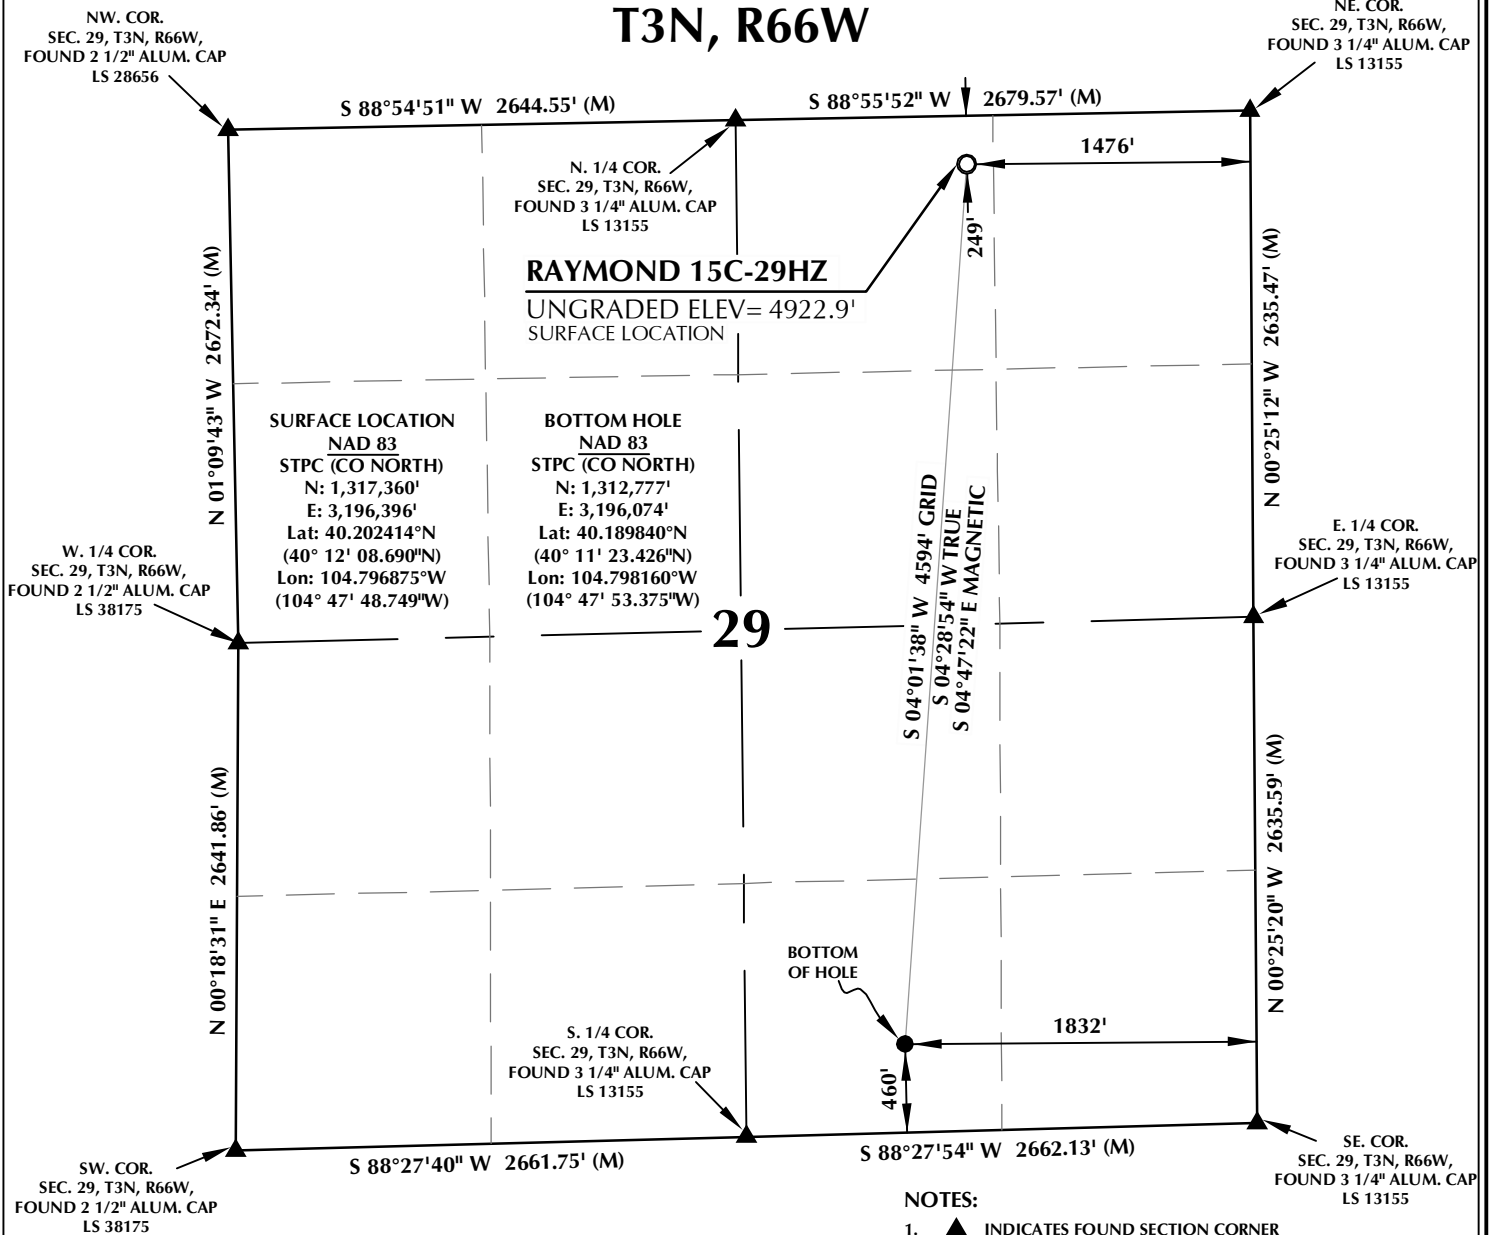 T3N, R66W
NW. COR.
SEC. 29, T3N, R66W,
FOUND 2 1/2" ALUM. CAP
LS 28656
NE. COR.
SEC. 29, T3N, R66W,
FOUND 3 1/4" ALUM. CAP
LS 13155
S 88°54'51" W 2644.55' (M)
S 88°55'52" W 2679.57' (M)
N. 1/4 COR.
SEC. 29, T3N, R66W,
FOUND 3 1/4" ALUM. CAP
LS 13155
1476'
249'
RAYMOND 15C-29HZ
UNGRADED ELEV= 4922.9'
SURFACE LOCATION
N 01°09'43" W 2672.34' (M)
N 00°25'12" W 2635.47' (M)
SURFACE LOCATION
NAD 83
STPC (CO NORTH)
N: 1,317,360'
E: 3,196,396'
Lat: 40.202414°N
(40° 12' 08.690"N)
Lon: 104.796875°W
(104° 47' 48.749"W)
BOTTOM HOLE
NAD 83
STPC (CO NORTH)
N: 1,312,777'
E: 3,196,074'
Lat: 40.189840°N
(40° 11' 23.426"N)
Lon: 104.798160°W
(104° 47' 53.375"W)
S 04°01'38" W 4594' GRID
S 04°28'54" W TRUE
S 04°47'22" E MAGNETIC
W. 1/4 COR.
SEC. 29, T3N, R66W,
FOUND 2 1/2" ALUM. CAP
LS 38175
E. 1/4 COR.
SEC. 29, T3N, R66W,
FOUND 3 1/4" ALUM. CAP
LS 13155
29
N 00°18'31" E 2641.86' (M)
N 00°25'20" W 2635.59' (M)
BOTTOM
OF HOLE
1832'
460'
S. 1/4 COR.
SEC. 29, T3N, R66W,
FOUND 3 1/4" ALUM. CAP
LS 13155
S 88°27'40" W 2661.75' (M)
S 88°27'54" W 2662.13' (M)
SW. COR.
SEC. 29, T3N, R66W,
FOUND 2 1/2" ALUM. CAP
LS 38175
SE. COR.
SEC. 29, T3N, R66W,
FOUND 3 1/4" ALUM. CAP
LS 13155
NOTES:
1. INDICATES FOUND SECTION CORNER